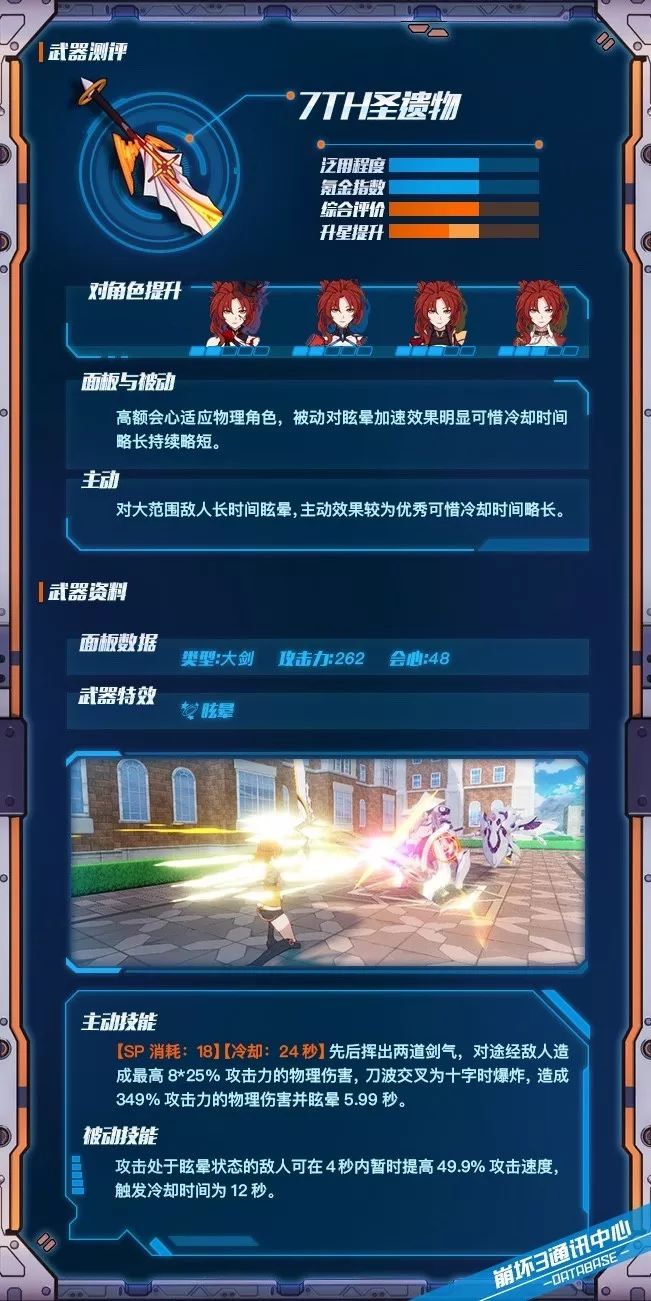 武器测评
7TH圣遗物
泛用程度
氪金指数
综合评价
升星提升
对角色提升
面板与被动
高额会心适应物理角色，被动对眩晕加速效果明显可惜冷却时间
略长持续略短。
主动
对大范围敌人长时间眩晕，主动效果较为优秀可惜冷却时间略长。
武器资料
面板数据
类型:大剑 攻击力:262 会心:48
武器特效
眩晕
主动技能
【SP 消耗：18】【冷却：24 秒】先后挥出两道剑气，对途经敌人造
成最高 8*25% 攻击力的物理伤害，刀波交叉为十字时爆炸，造成
349% 攻击力的物理伤害并眩晕 5.99 秒。
被动技能
攻击处于眩晕状态的敌人可在 4 秒内暂时提高 49.9% 攻击速度，
触发冷却时间为 12 秒。
崩坏3通讯中心
—DATABASE—